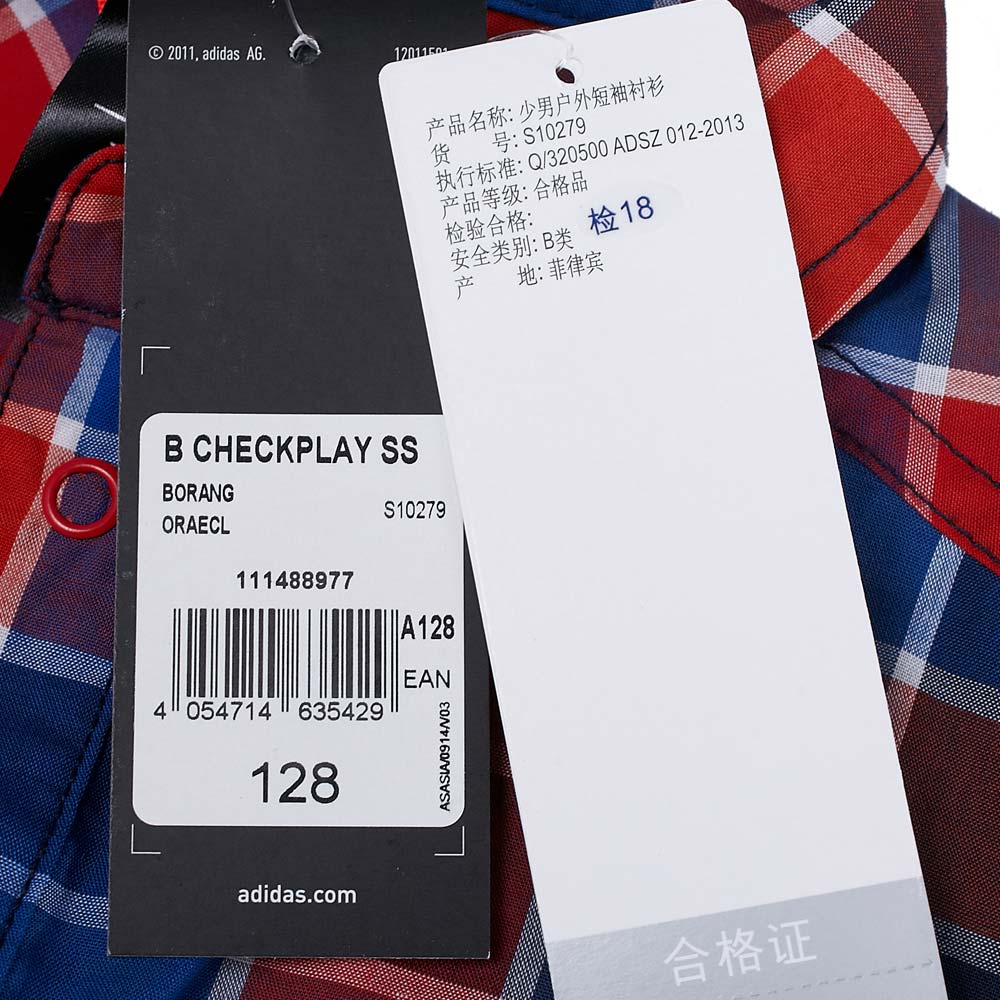 © 2011, adidas AG.
B CHECKPLAY SS
BORANG
ORAECL
S10279
111488977
A128
EAN
4 054714 635429
128
ASASIA/0914/V03
adidas.com
产品名称: 少男户外短袖衬衫
货 号: S10279
执行标准: Q/320500 ADSZ 012-2013
产品等级: 合格品
检验合格: 检18
安全类别: B类
产 地: 菲律宾
合格证